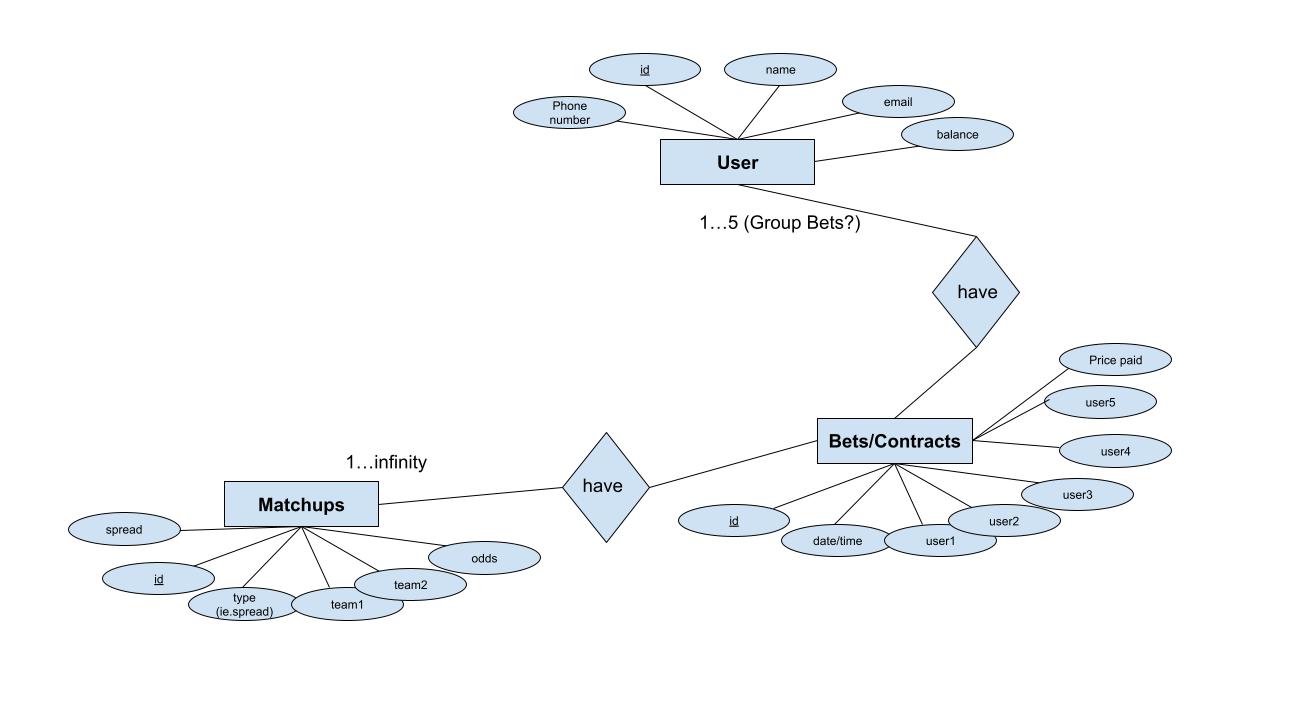 id
name
Phone
number
email
balance
User
1…5 (Group Bets?)
have
Price paid
user5
Bets/Contracts
user4
user3
id
date/time
user1
user2
1…infinity
have
Matchups
spread
id
type
(ie.spread)
team1
team2
odds